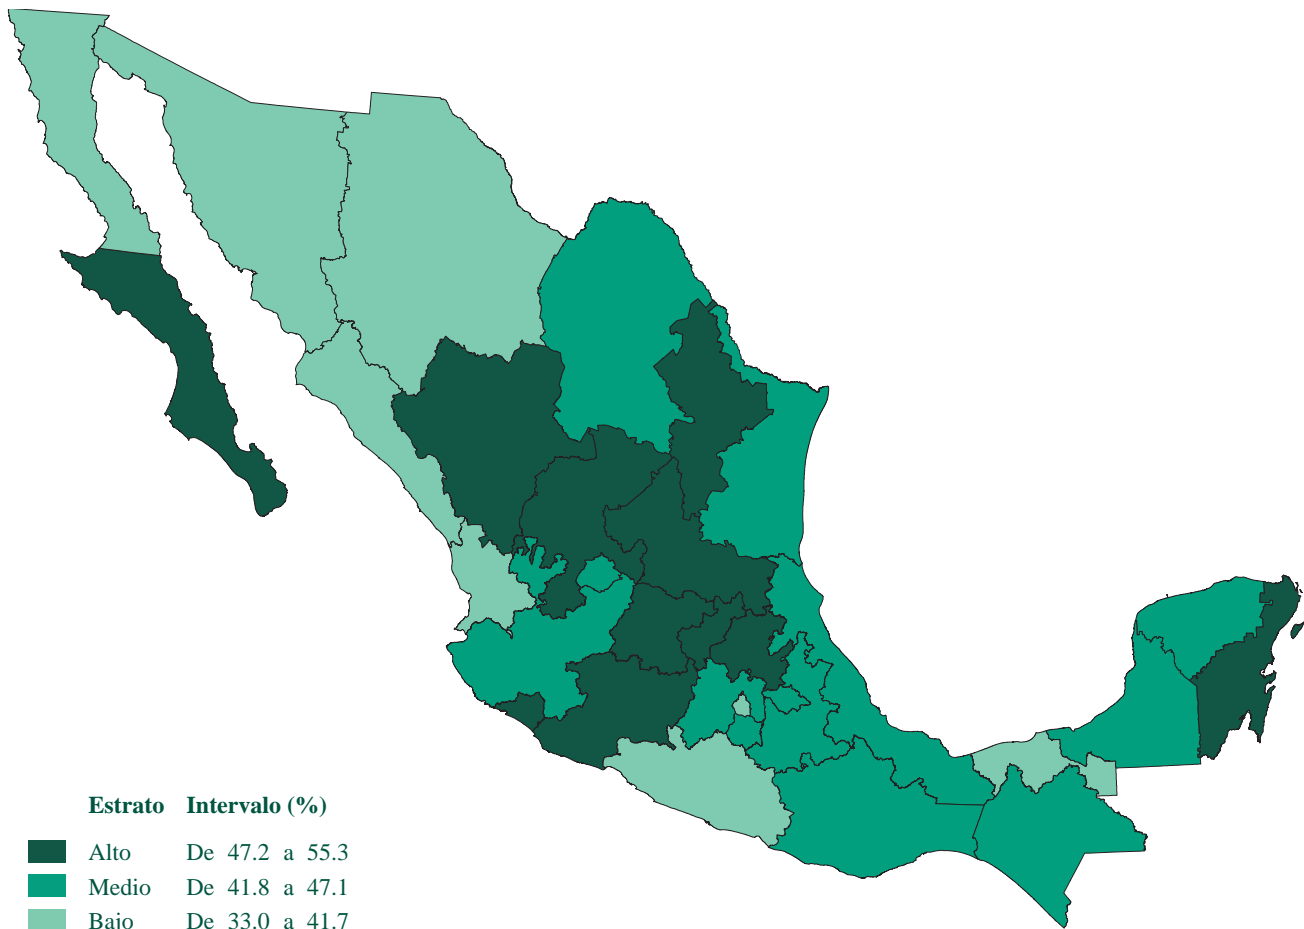 Estrato Intervalo (%)
Alto De 47.2 a 55.3
Medio De 41.8 a 47.1
Bajo De 33.0 a 41.7